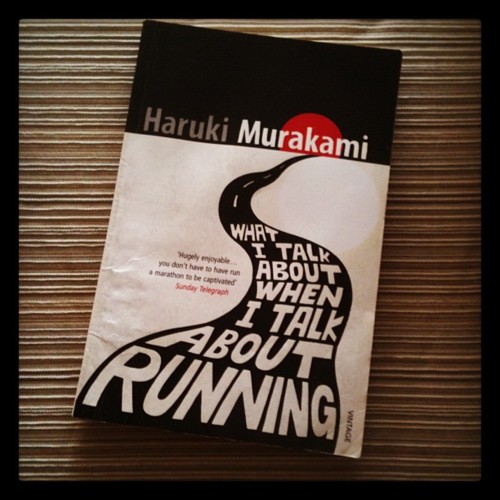 Haruki Murakami
WHAT
I TALK
ABOUT
WHEN
I TALK
ABOUT
RUNNING
'Hugely enjoyable...
you don't have to have run
a marathon to be captivated'
Sunday Telegraph
VINTAGE